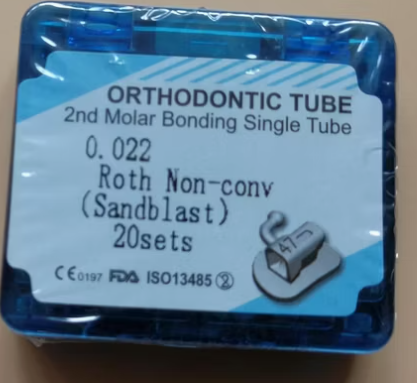 ORTHODONTIC TUBE
2nd Molar Bonding Single Tube
0.022
Roth Non-conv
(Sandblast)
20sets
CE0197 FDA ISO13485 ②
47